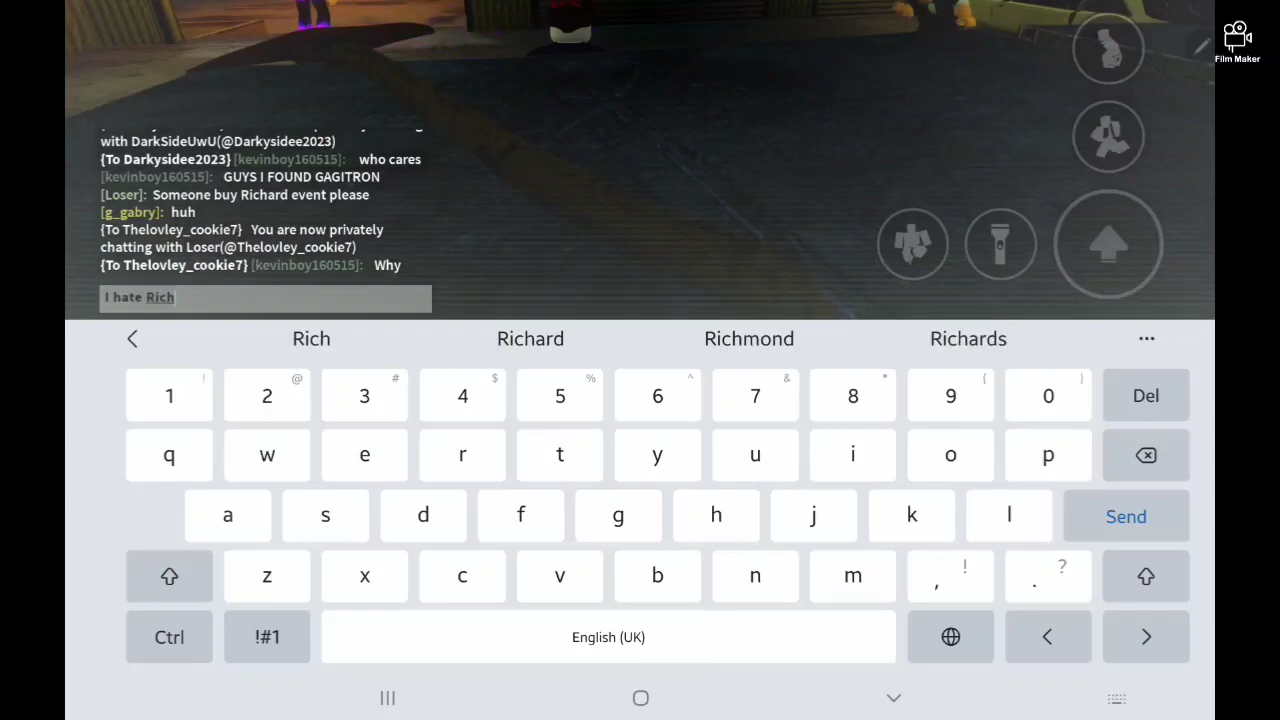 Film Maker
with DarkSideUwU(@Darkysidee2023)
{To Darkysidee2023} [kevinboy160515]: who cares
[kevinboy160515]: GUYS I FOUND GAGITRON
[Loser]: Someone buy Richard event please
[g_gabry]: huh
{To Thelovley_cookie7} You are now privately
chatting with Loser(@Thelovley_cookie7)
{To Thelovley_cookie7} [kevinboy160515]: Why
I hate Rich
Rich Richard Richmond Richards ...
! @ # $ % ^ & * ( )
1 2 3 4 5 6 7 8 9 0 Del
q w e r t y u i o p
a s d f g h j k l Send
z x c v b n m , ! . ?
Ctrl !#1 English (UK) < >